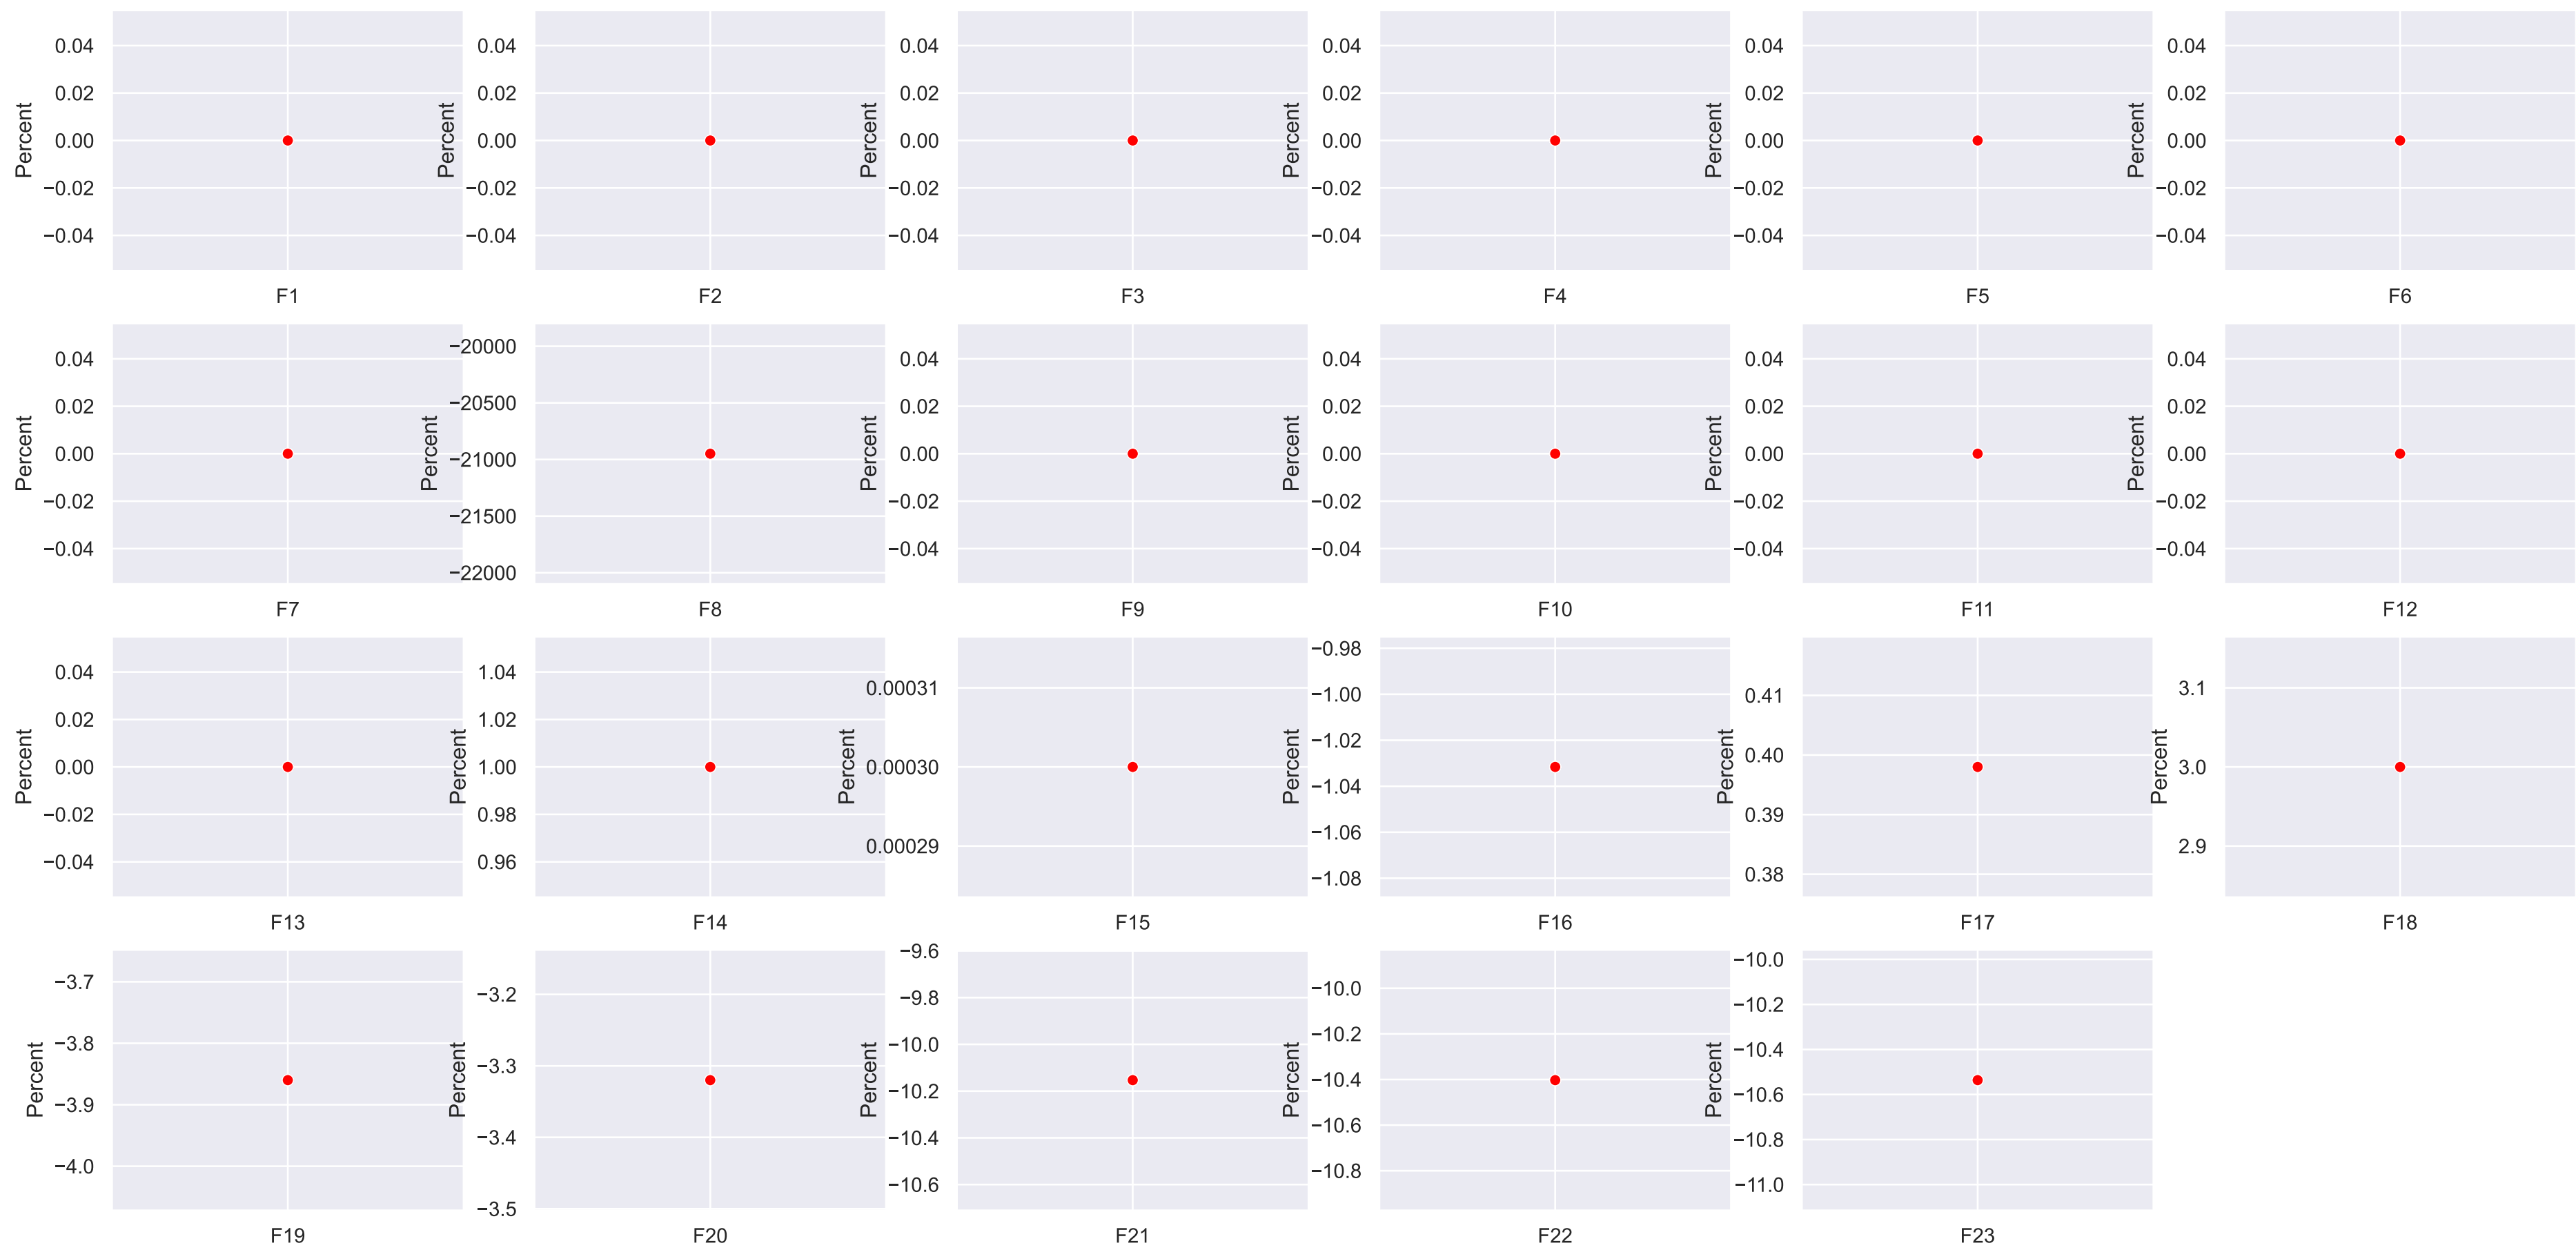 0.04 0.04 0.04 0.04 0.04 0.04
0.02 0.02 0.02 0.02 0.02 0.02
Percent Percent Percent Percent Percent Percent
0.00 0.00 0.00 0.00 0.00 0.00
−0.02 −0.02 −0.02 −0.02 −0.02 −0.02
−0.04 −0.04 −0.04 −0.04 −0.04 −0.04
F1 F2 F3 F4 F5 F6
0.04 −20000 0.04 0.04 0.04 0.04
0.02 −20500 0.02 0.02 0.02 0.02
Percent Percent Percent Percent Percent Percent
0.00 −21000 0.00 0.00 0.00 0.00
−0.02 −21500 −0.02 −0.02 −0.02 −0.02
−0.04 −22000 −0.04 −0.04 −0.04 −0.04
F7 F8 F9 F10 F11 F12
0.04 1.04 0.00031 −0.98 0.41 3.1
0.02 1.02 −1.00
Percent Percent Percent Percent Percent Percent
0.00 1.00 0.00030 −1.02 0.40 3.0
−0.02 0.98 −1.04 0.39
−0.04 0.96 0.00029 −1.06 0.38 2.9
−1.08
F13 F14 F15 F16 F17 F18
−3.7 −3.2 −9.6 −10.0 −10.0
−9.8 −10.2
−3.8 −3.3 −10.0 −10.2 −10.4
Percent Percent Percent Percent Percent
−3.9 −3.4 −10.2 −10.4 −10.6
−10.4 −10.6 −10.8
−4.0 −3.5 −10.6 −10.8 −11.0
F19 F20 F21 F22 F23